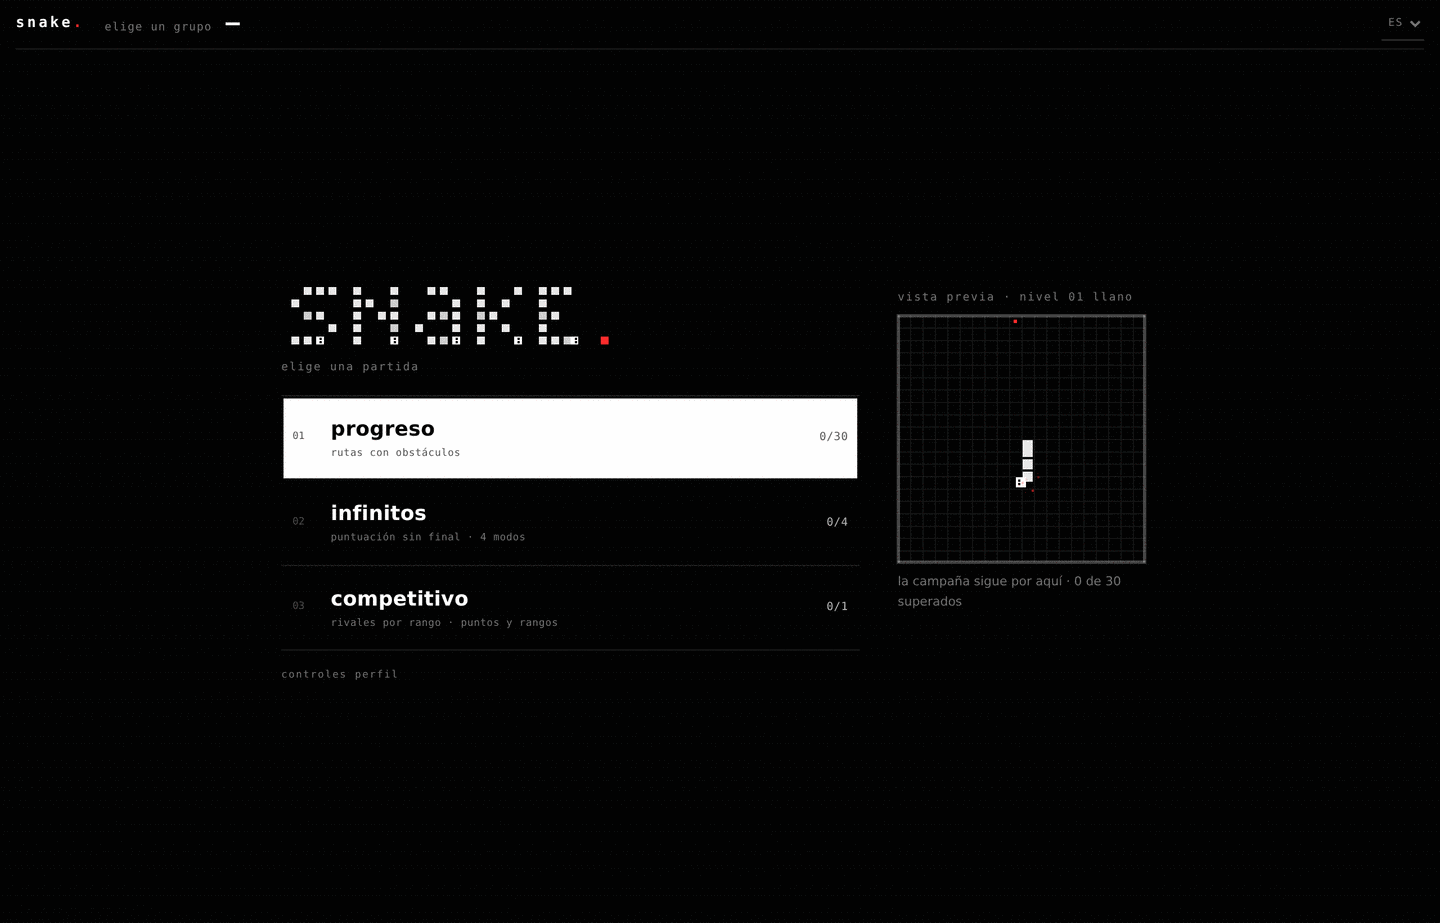 snake.
elige un grupo
ES
SNaKE.
elige una partida
01
progreso
0/30
rutas con obstáculos
02
infinitos
0/4
puntuación sin final · 4 modos
03
competitivo
0/1
rivales por rango · puntos y rangos
controles perfil
vista previa · nivel 01 llano
la campaña sigue por aquí · 0 de 30
superados